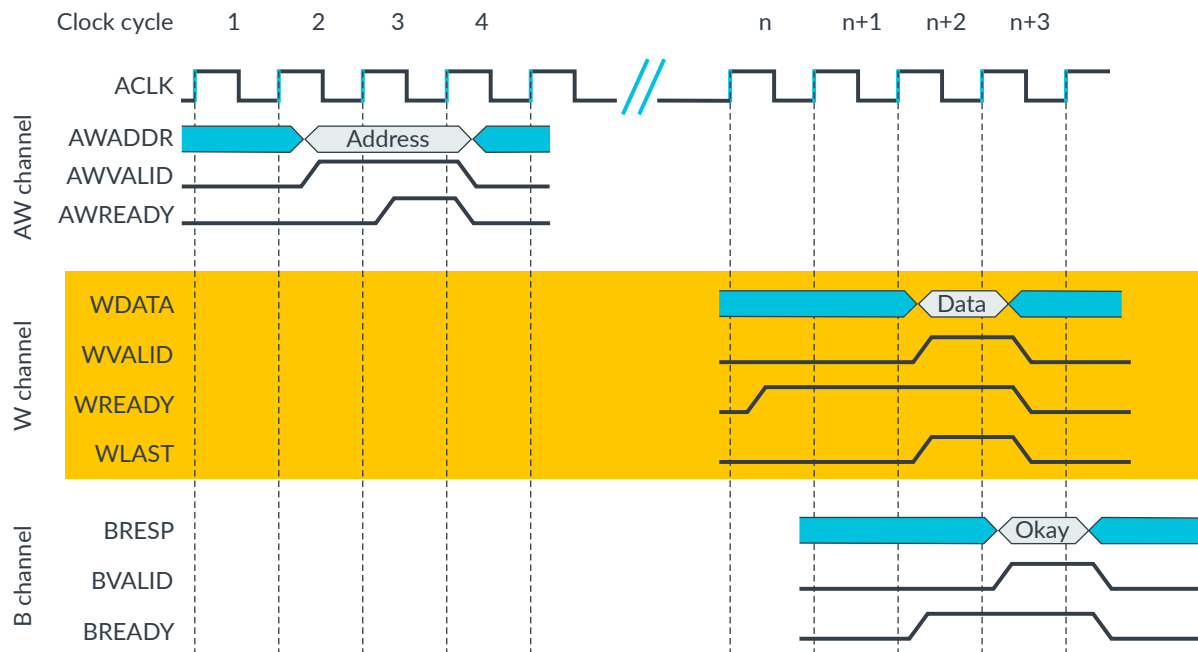 Clock cycle 1 2 3 4 n n+1 n+2 n+3
ACLK
AW channel
AWADDR Address
AWVALID
AWREADY
W channel
WDATA Data
WVALID
WREADY
WLAST
B channel
BRESP Okay
BVALID
BREADY